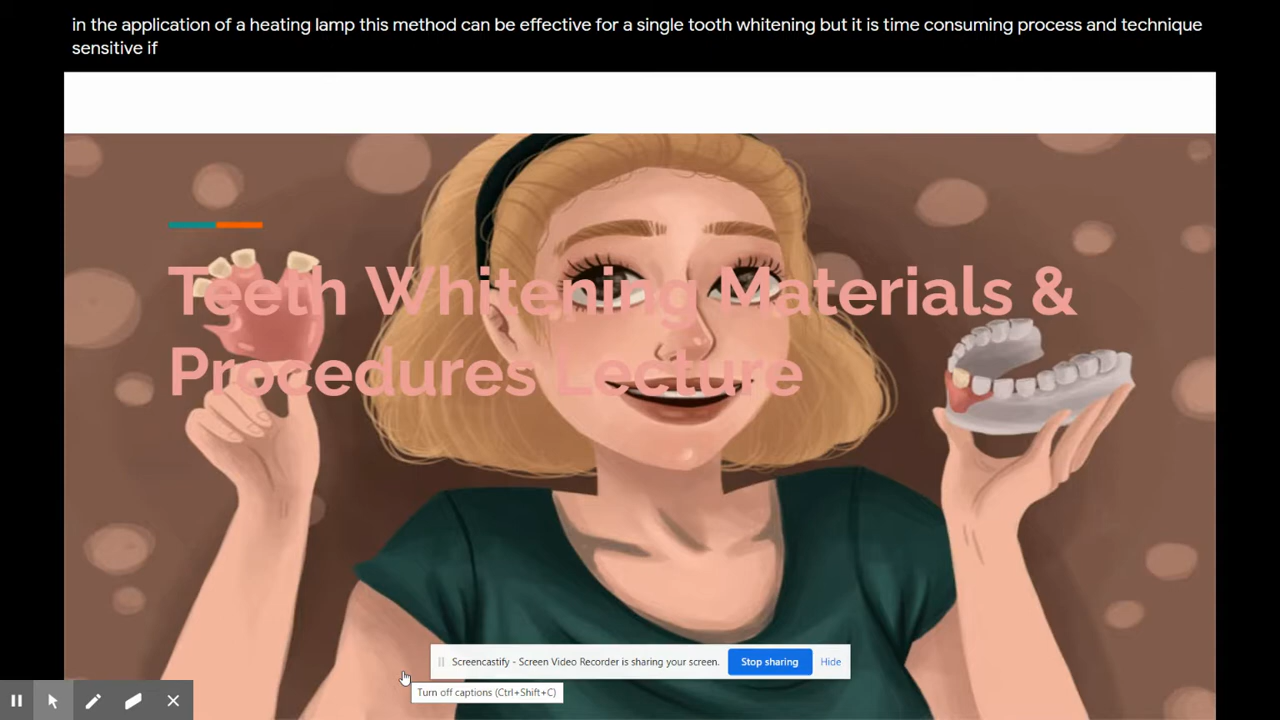 in the application of a heating lamp this method can be effective for a single tooth whitening but it is time consuming process and technique
sensitive if
Teeth Whitening Materials &
Procedures Lecture
Screencastify - Screen Video Recorder is sharing your screen.
Stop sharing
Hide
Turn off captions (Ctrl+Shift+C)